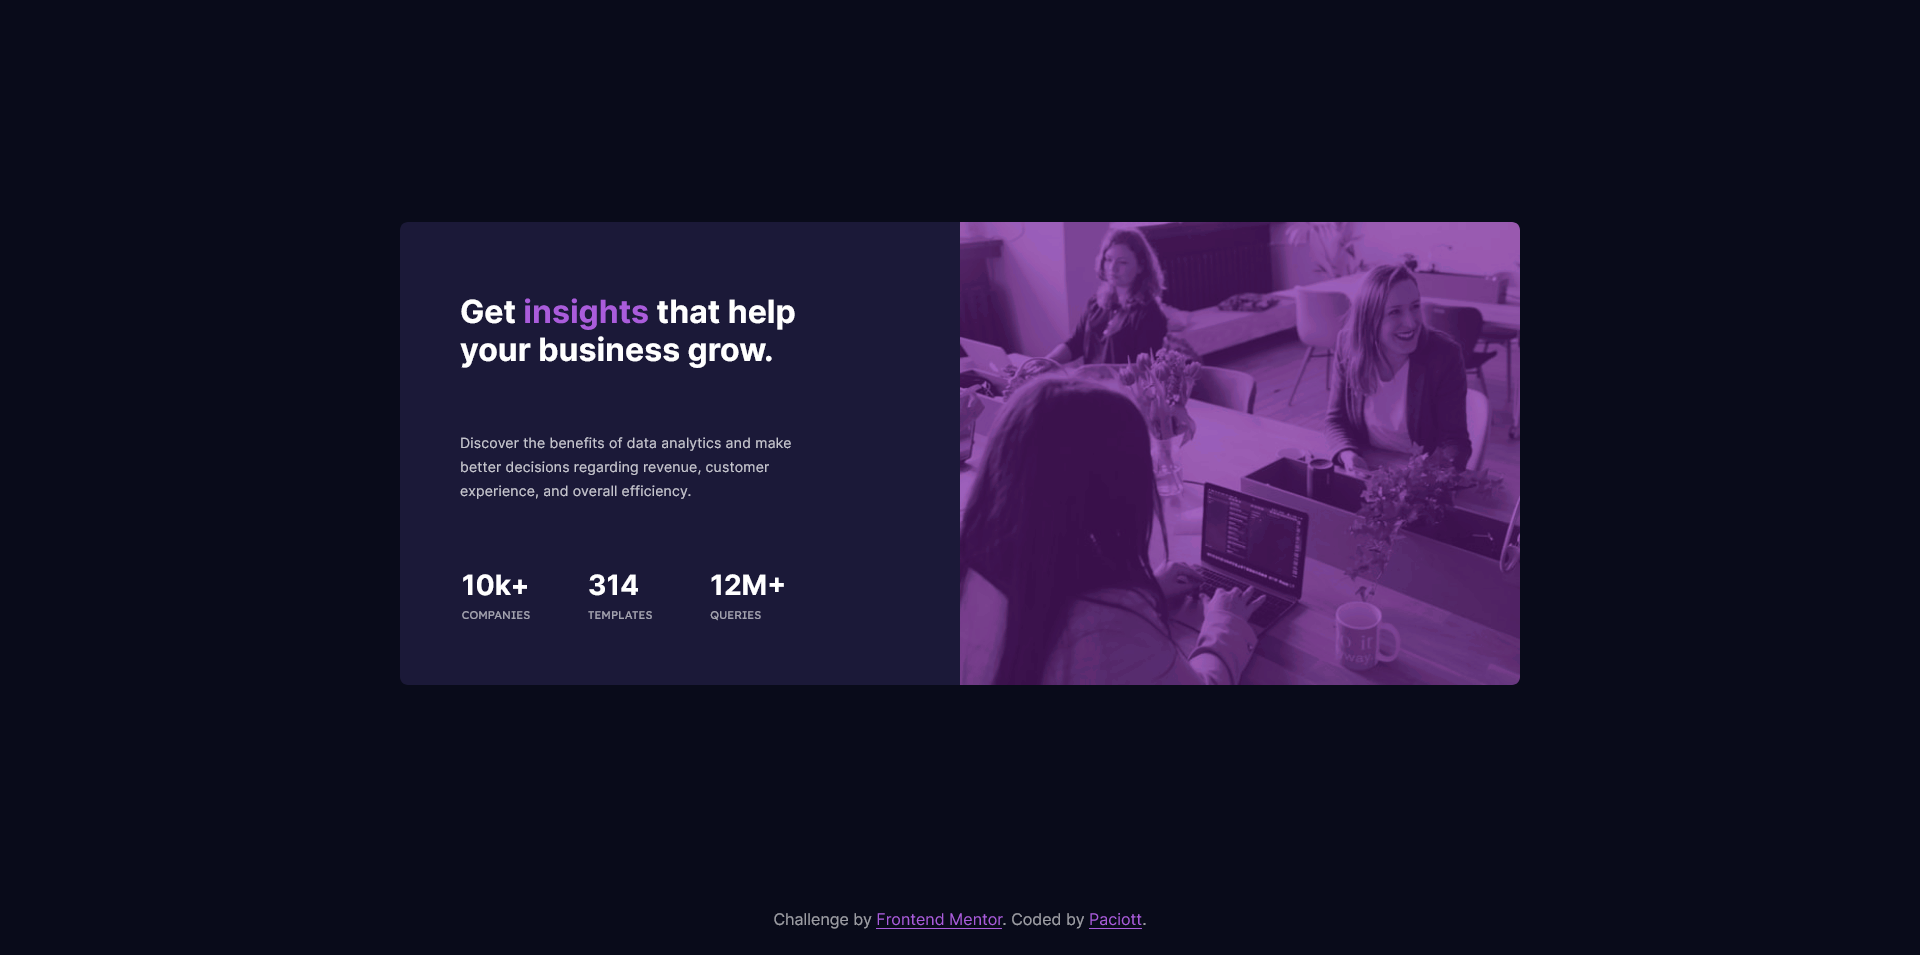 Get insights that help
your business grow.
Discover the benefits of data analytics and make
better decisions regarding revenue, customer
experience, and overall efficiency.
10k+ 314 12M+
COMPANIES TEMPLATES QUERIES
Challenge by Frontend Mentor. Coded by Paciott.